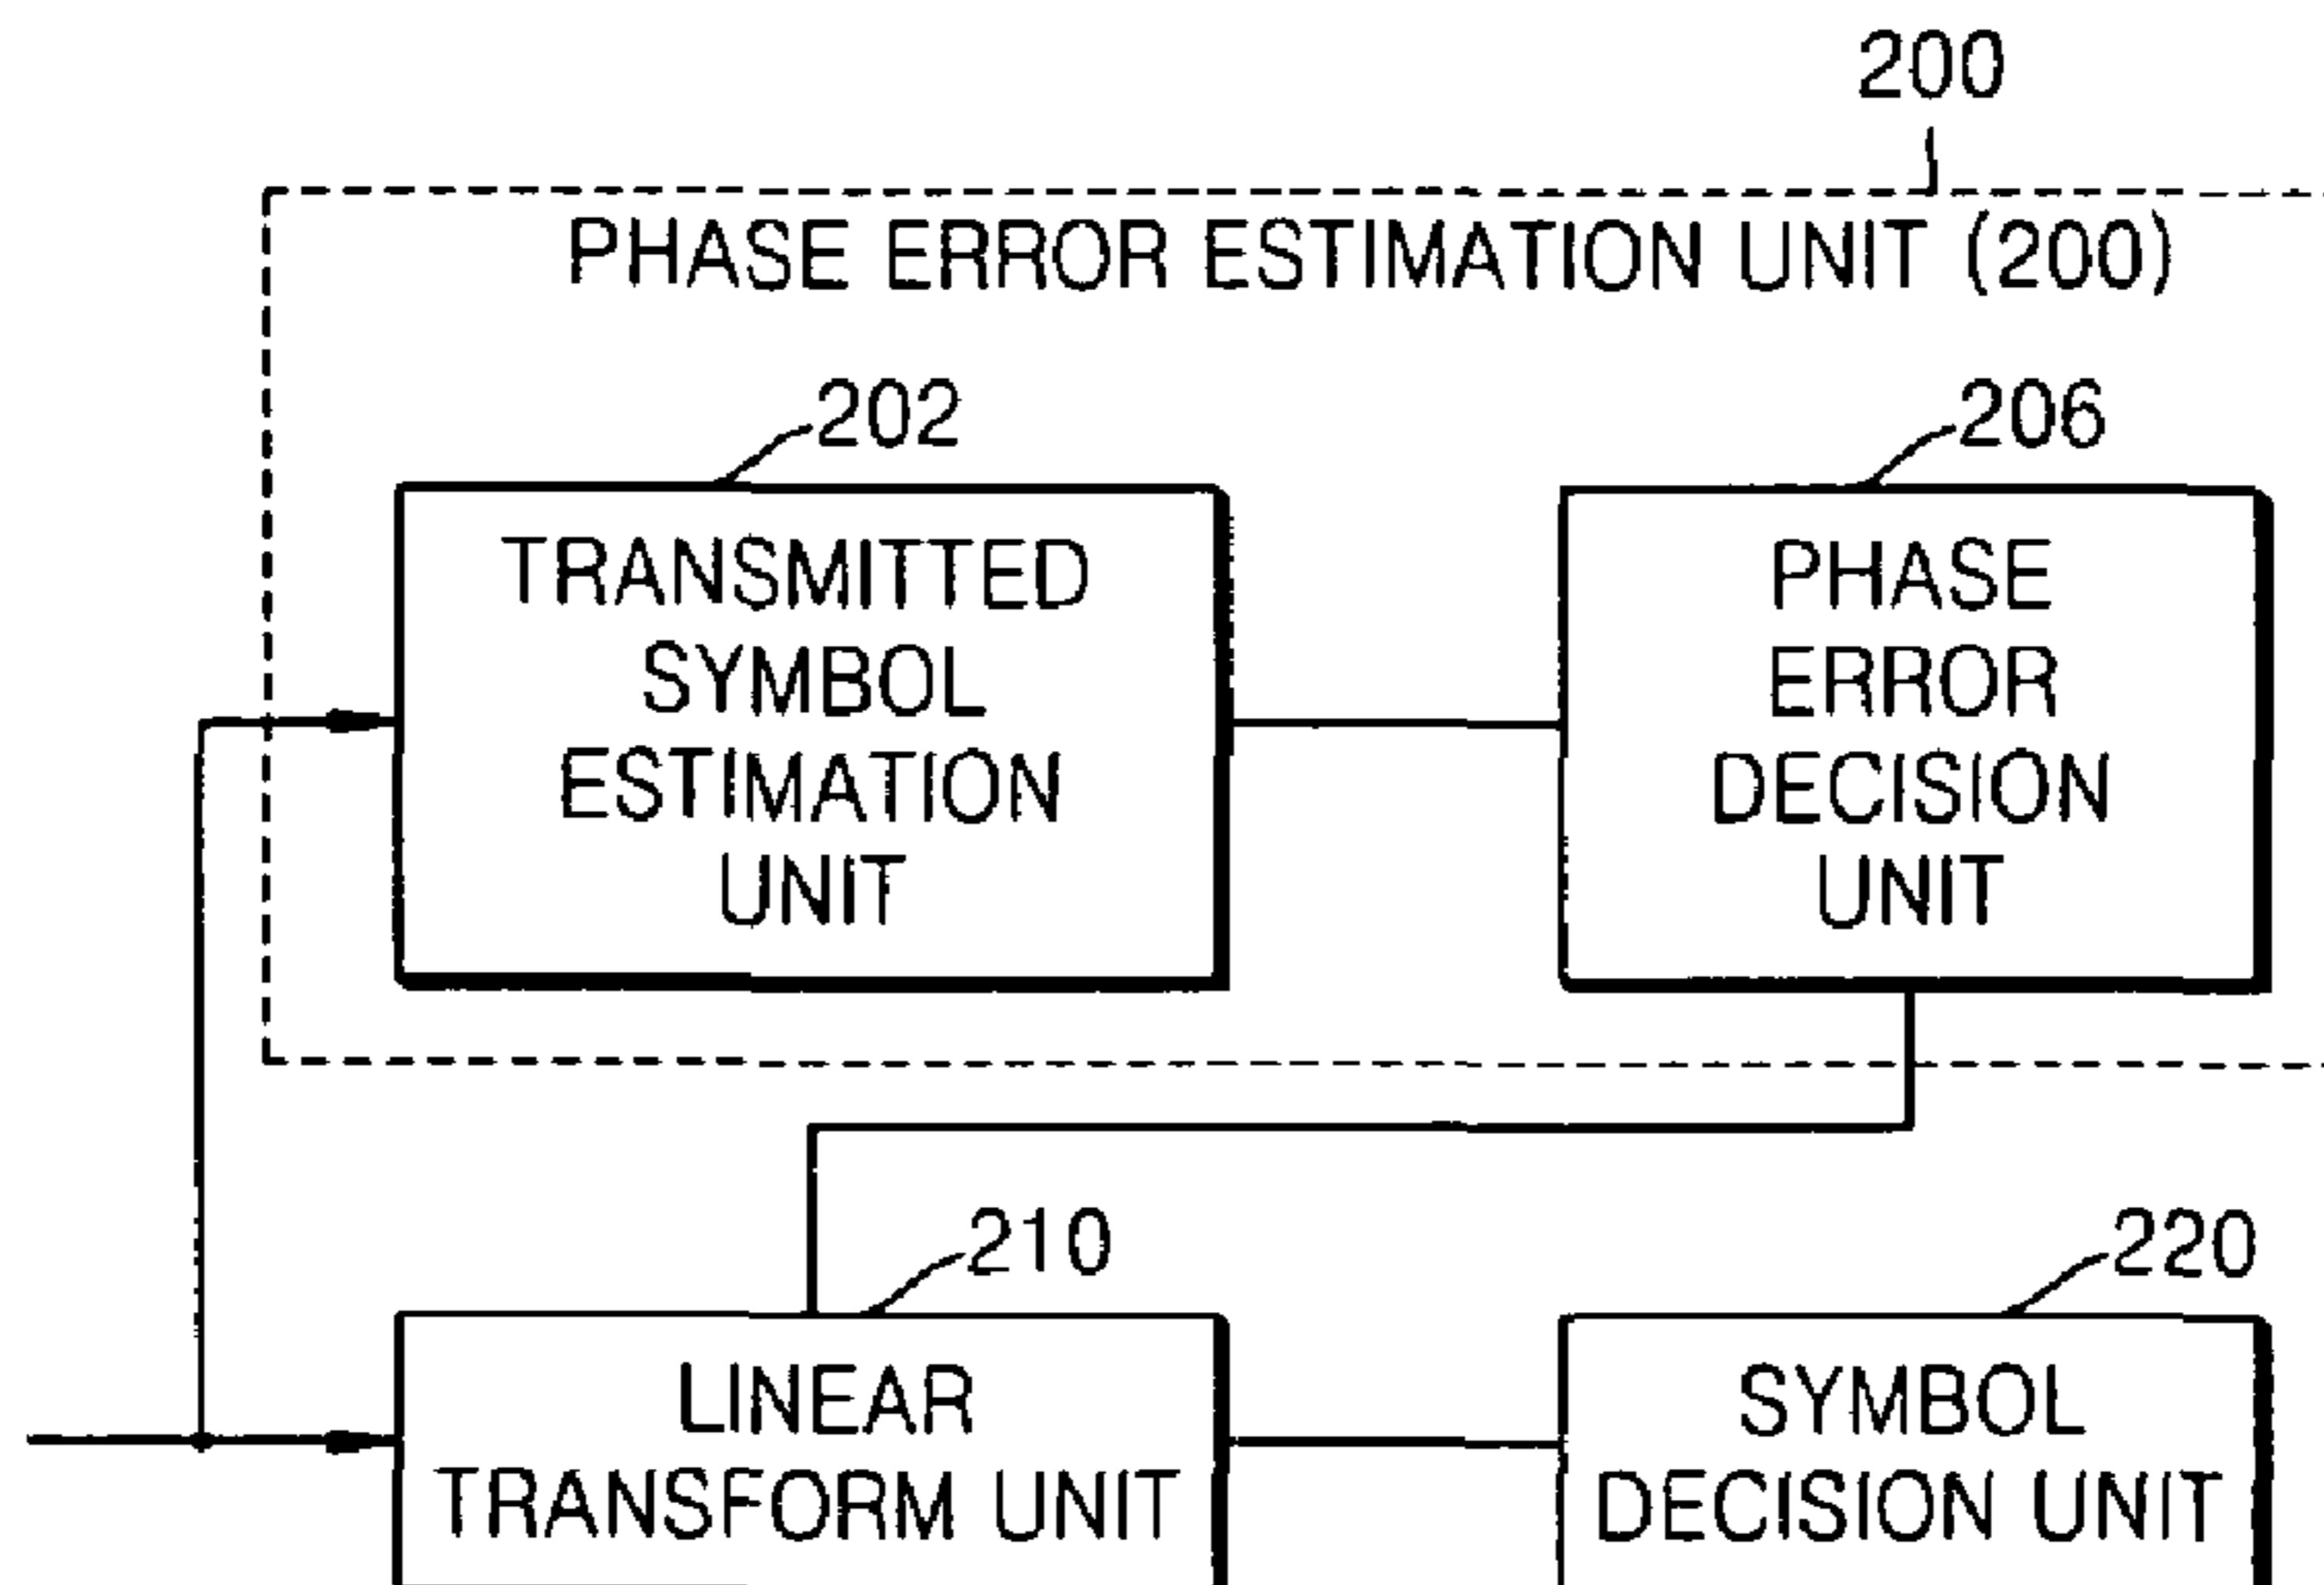 200
PHASE ERROR ESTIMATION UNIT (200)
202
206
TRANSMITTED
SYMBOL
ESTIMATION
UNIT
PHASE
ERROR
DECISION
UNIT
210
220
LINEAR
TRANSFORM UNIT
SYMBOL
DECISION UNIT